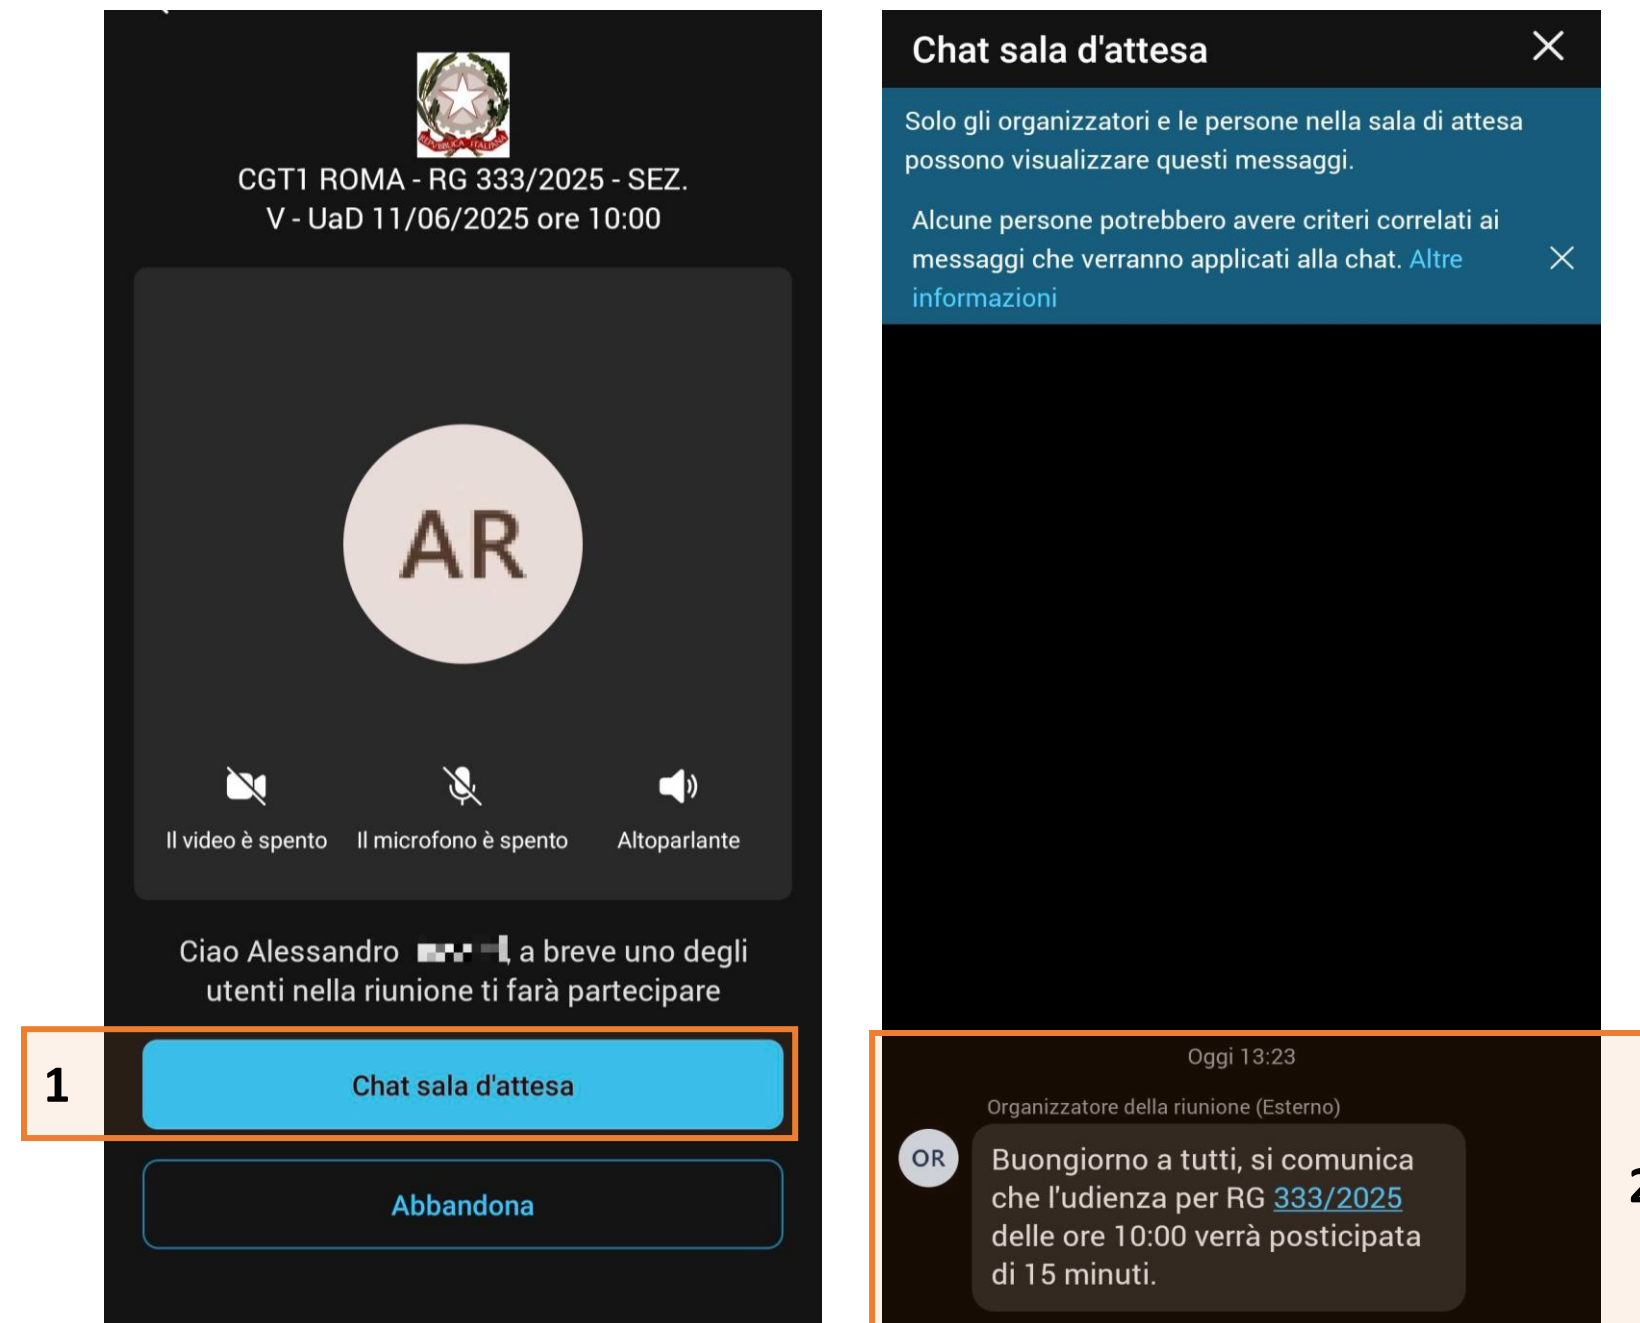 REPVBBLICA ITALIANA
CGT1 ROMA - RG 333/2025 - SEZ.
V - UaD 11/06/2025 ore 10:00
AR
Il video è spento
Il microfono è spento
Altoparlante
Ciao Alessandro , a breve uno degli
utenti nella riunione ti farà partecipare
1
Chat sala d'attesa
Abbandona
Chat sala d'attesa
Solo gli organizzatori e le persone nella sala di attesa
possono visualizzare questi messaggi.
Alcune persone potrebbero avere criteri correlati ai
messaggi che verranno applicati alla chat. Altre
informazioni
Oggi 13:23
Organizzatore della riunione (Esterno)
OR
Buongiorno a tutti, si comunica
che l'udienza per RG 333/2025
delle ore 10:00 verrà posticipata
di 15 minuti.